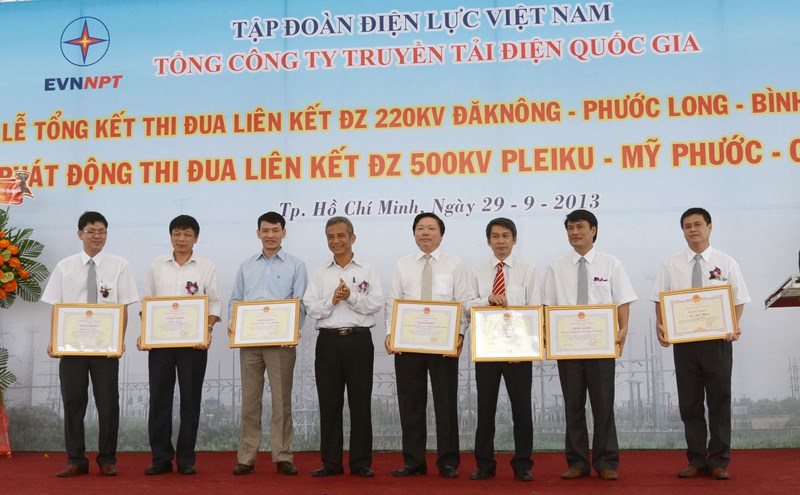 TẬP ĐOÀN ĐIỆN LỰC VIỆT NAM
TỔNG CÔNG TY TRUYỀN TẢI ĐIỆN QUỐC GIA
EVNNPT
LỄ TỔNG KẾT THI ĐUA LIÊN KẾT ĐZ 220KV ĐĂKNÔNG - PHƯỚC LONG - BÌNH
PHÁT ĐỘNG THI ĐUA LIÊN KẾT ĐZ 500KV PLEIKU - MỸ PHƯỚC - C
Tp. Hồ Chí Minh, Ngày 29 - 9 - 2013